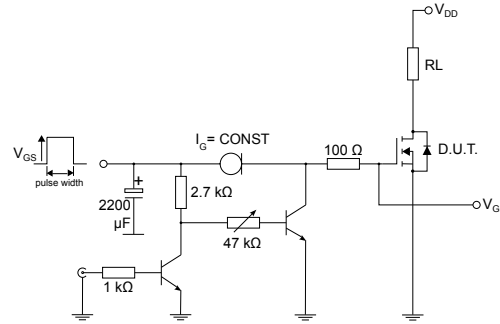 V_DD
RL
I_G = CONST
V_GS
pulse width
100 Ω
D.U.T.
2.7 kΩ
2200
μF
V_G
47 kΩ
1 kΩ